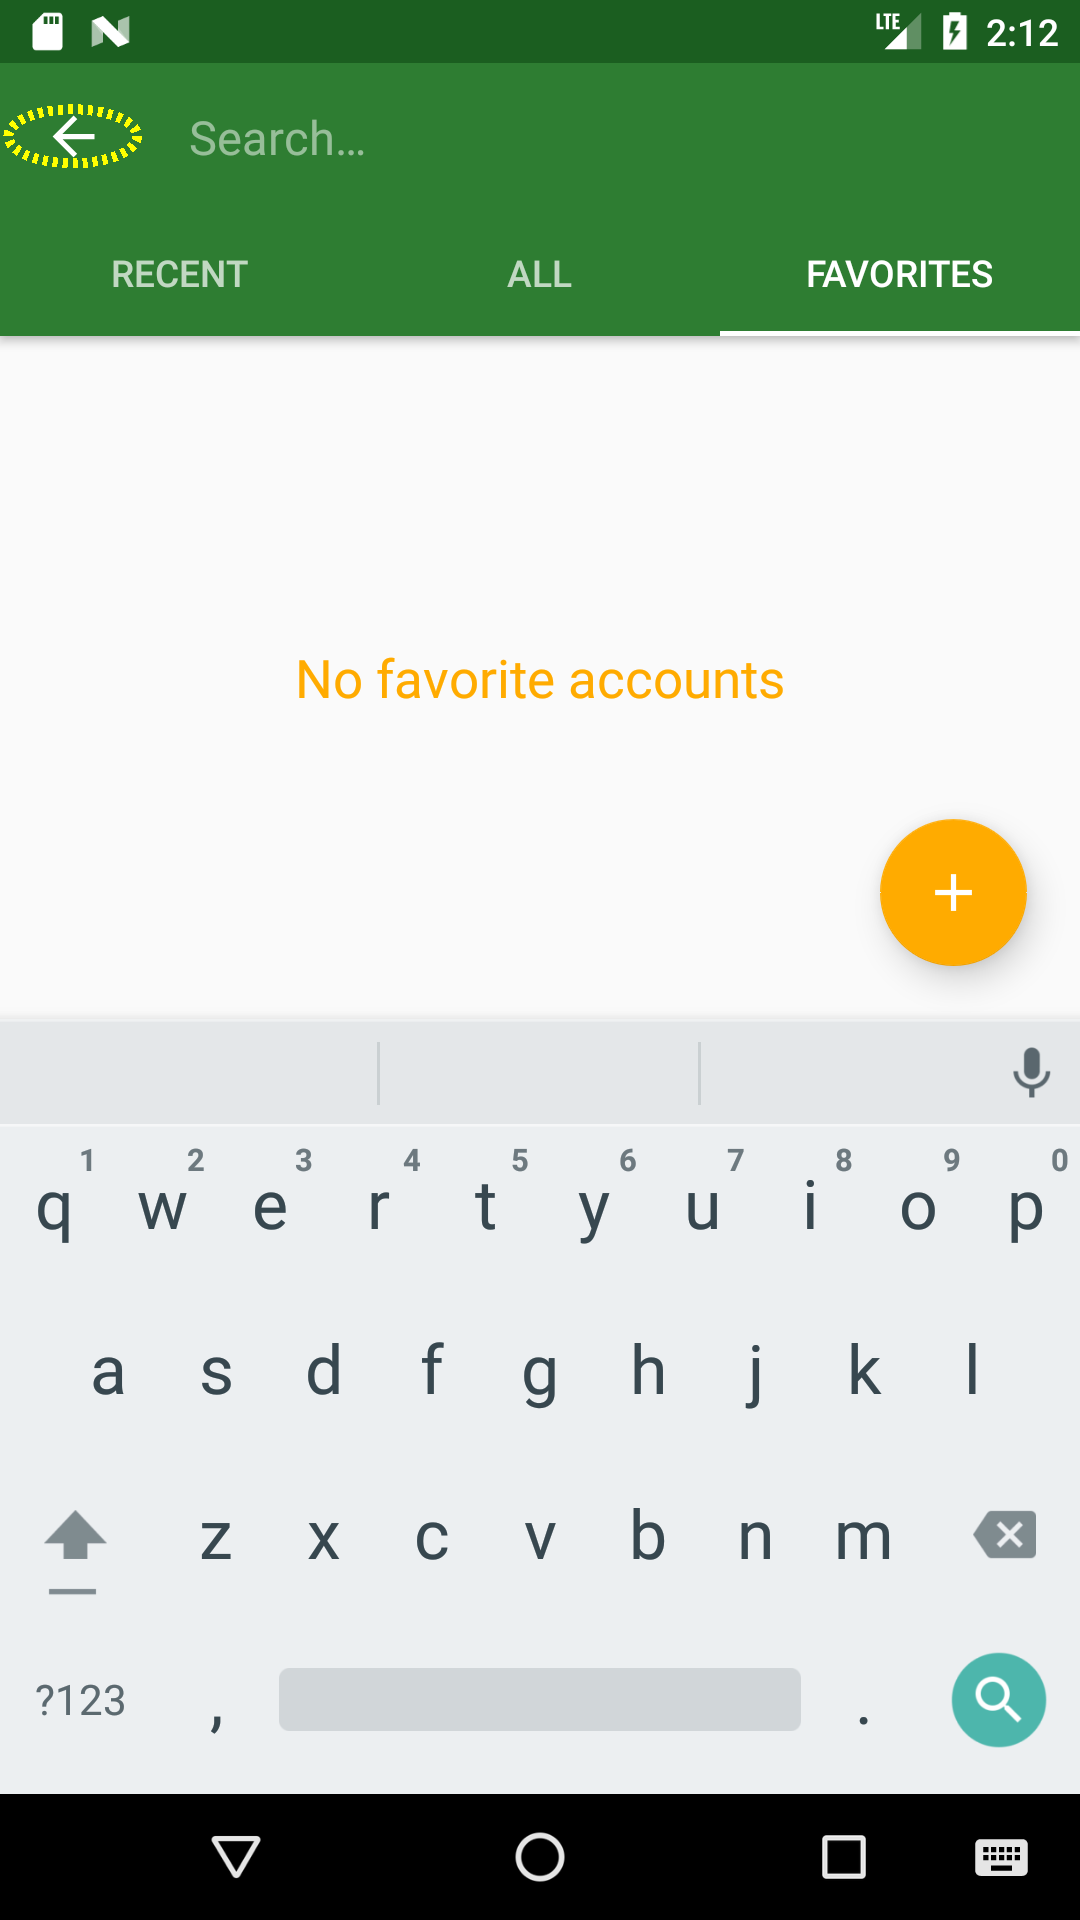 LTE 2:12
Search...
RECENT ALL FAVORITES
No favorite accounts
1 2 3 4 5 6 7 8 9 0
q w e r t y u i o p
a s d f g h j k l
z x c v b n m
?123 , .